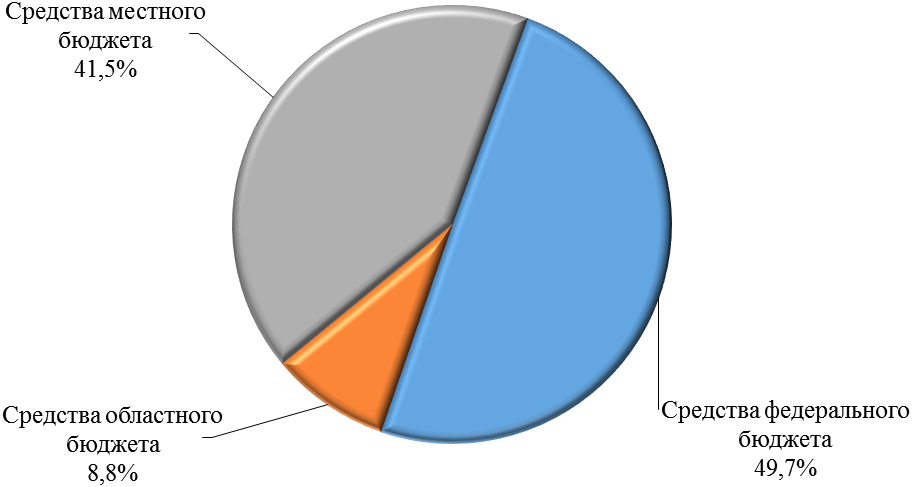 Средства местного
бюджета
41,5%
Средства областного
бюджета
8,8%
Средства федерального
бюджета
49,7%